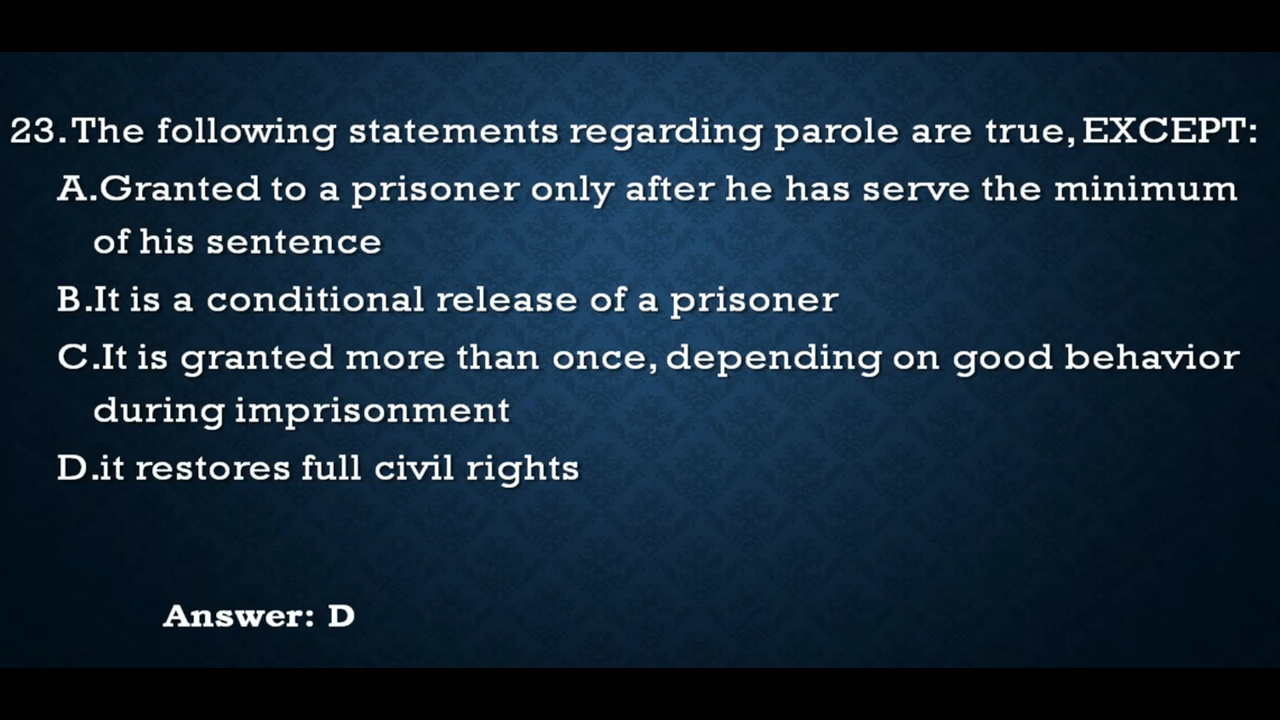 23.The following statements regarding parole are true, EXCEPT:
A.Granted to a prisoner only after he has serve the minimum
of his sentence
B.It is a conditional release of a prisoner
C.It is granted more than once, depending on good behavior
during imprisonment
D.it restores full civil rights
Answer: D